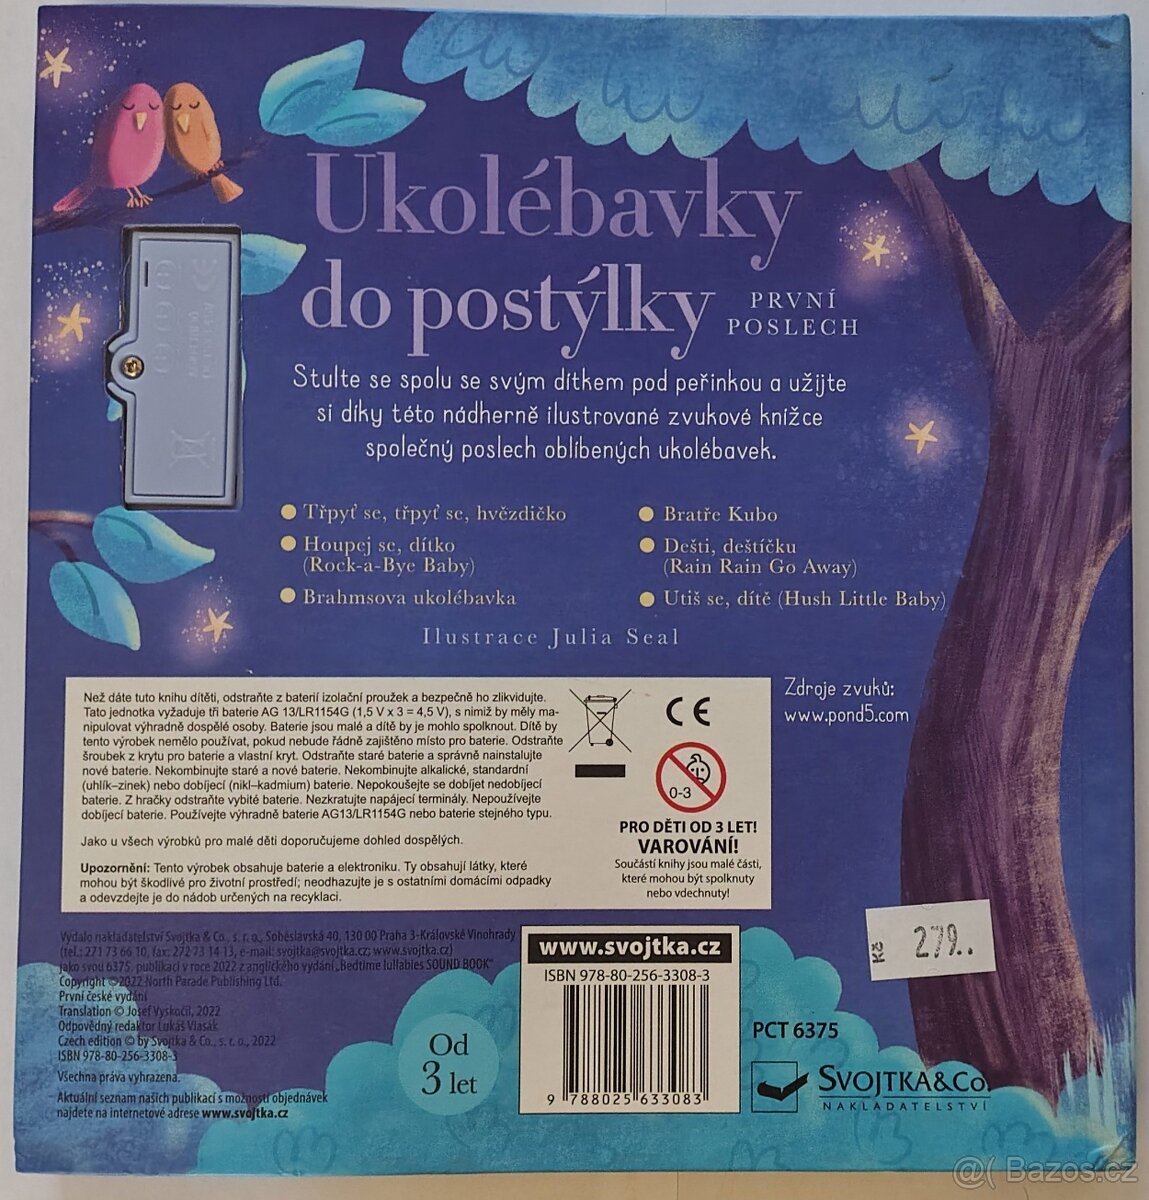 Ukolébavky
do postýlky
PRVNÍ
POSLECH
Stulte se spolu se svým dítkem pod peřinkou a užijte
si díky této nádherně ilustrované zvukové knížce
společný poslech oblíbených ukolébavek.
Třpyť se, třpyť se, hvězdičko
Houpej se, dítko
(Rock-a-Bye Baby)
Brahmsova ukolébavka
Bratře Kubo
Dešti, deštíčku
(Rain Rain Go Away)
Utiš se, dítě (Hush Little Baby)
Ilustrace Julia Seal
Než dáte tuto knihu dítěti, odstraňte z baterií izolační proužek a bezpečně ho zlikvidujte.
Tato jednotka vyžaduje tři baterie AG 13/LR1154G (1,5 V x 3 = 4,5 V), s nimiž by měly ma-
nipulovat výhradně dospělé osoby. Baterie jsou malé a dítě by je mohlo spolknout. Dítě by
tento výrobek nemělo používat, pokud nebude řádně zajištěno místo pro baterie. Odstraňte
šroubek z krytu pro baterie a vlastní kryt. Odstraňte staré baterie a správně nainstalujte
nové baterie. Nekombinujte staré a nové baterie. Nekombinujte alkalické, standardní
(uhlík–zinek) nebo dobíjecí (nikl–kadmium) baterie. Nepokoušejte se dobíjet nedobíjecí
baterie. Z hračky odstraňte vybité baterie. Nezkratujte napájecí terminály. Nepoužívejte
dobíjecí baterie. Používejte výhradně baterie AG13/LR1154G nebo baterie stejného typu.
Jako u všech výrobků pro malé děti doporučujeme dohled dospělých.
Upozornění: Tento výrobek obsahuje baterie a elektroniku. Ty obsahují látky, které
mohou být škodlivé pro životní prostředí; neodhazujte je s ostatními domácími odpadky
a odevzdejte je do nádob určených na recyklaci.
CE
0-3
PRO DĚTI OD 3 LET!
VAROVÁNÍ!
Součástí knihy jsou malé části,
které mohou být spolknuty
nebo vdechnuty!
Zdroje zvuků:
www.pond5.com
Vydalo nakladatelství Svojtka & Co., s. r. o., Soběslavská 40, 130 00 Praha 3-Královské Vinohrady
(tel.: 271 73 66 10, fax: 272 73 14 13, e-mail: svojtka@svojtka.cz; www.svojtka.cz)
jako svou 6375. publikaci v roce 2022 z anglického vydání „Bedtime lullabies SOUND BOOK“
Copyright © 2022 North Parade Publishing Ltd.
První české vydání
Translation © Josef Vyskočil, 2022
Odpovědný redaktor Lukáš Vlasák
Czech edition © by Svojtka & Co., s. r. o., 2022
ISBN 978-80-256-3308-3
Všechna práva vyhrazena.
Aktuální seznam našich publikací s možností objednávek
najdete na internetové adrese www.svojtka.cz
Od
3 let
www.svojtka.cz
ISBN 978-80-256-3308-3
9 788025 633083
Kč 279..
PCT 6375
SVOJTKA&CO.
NAKLADATELSTVÍ
@( Bazos.cz